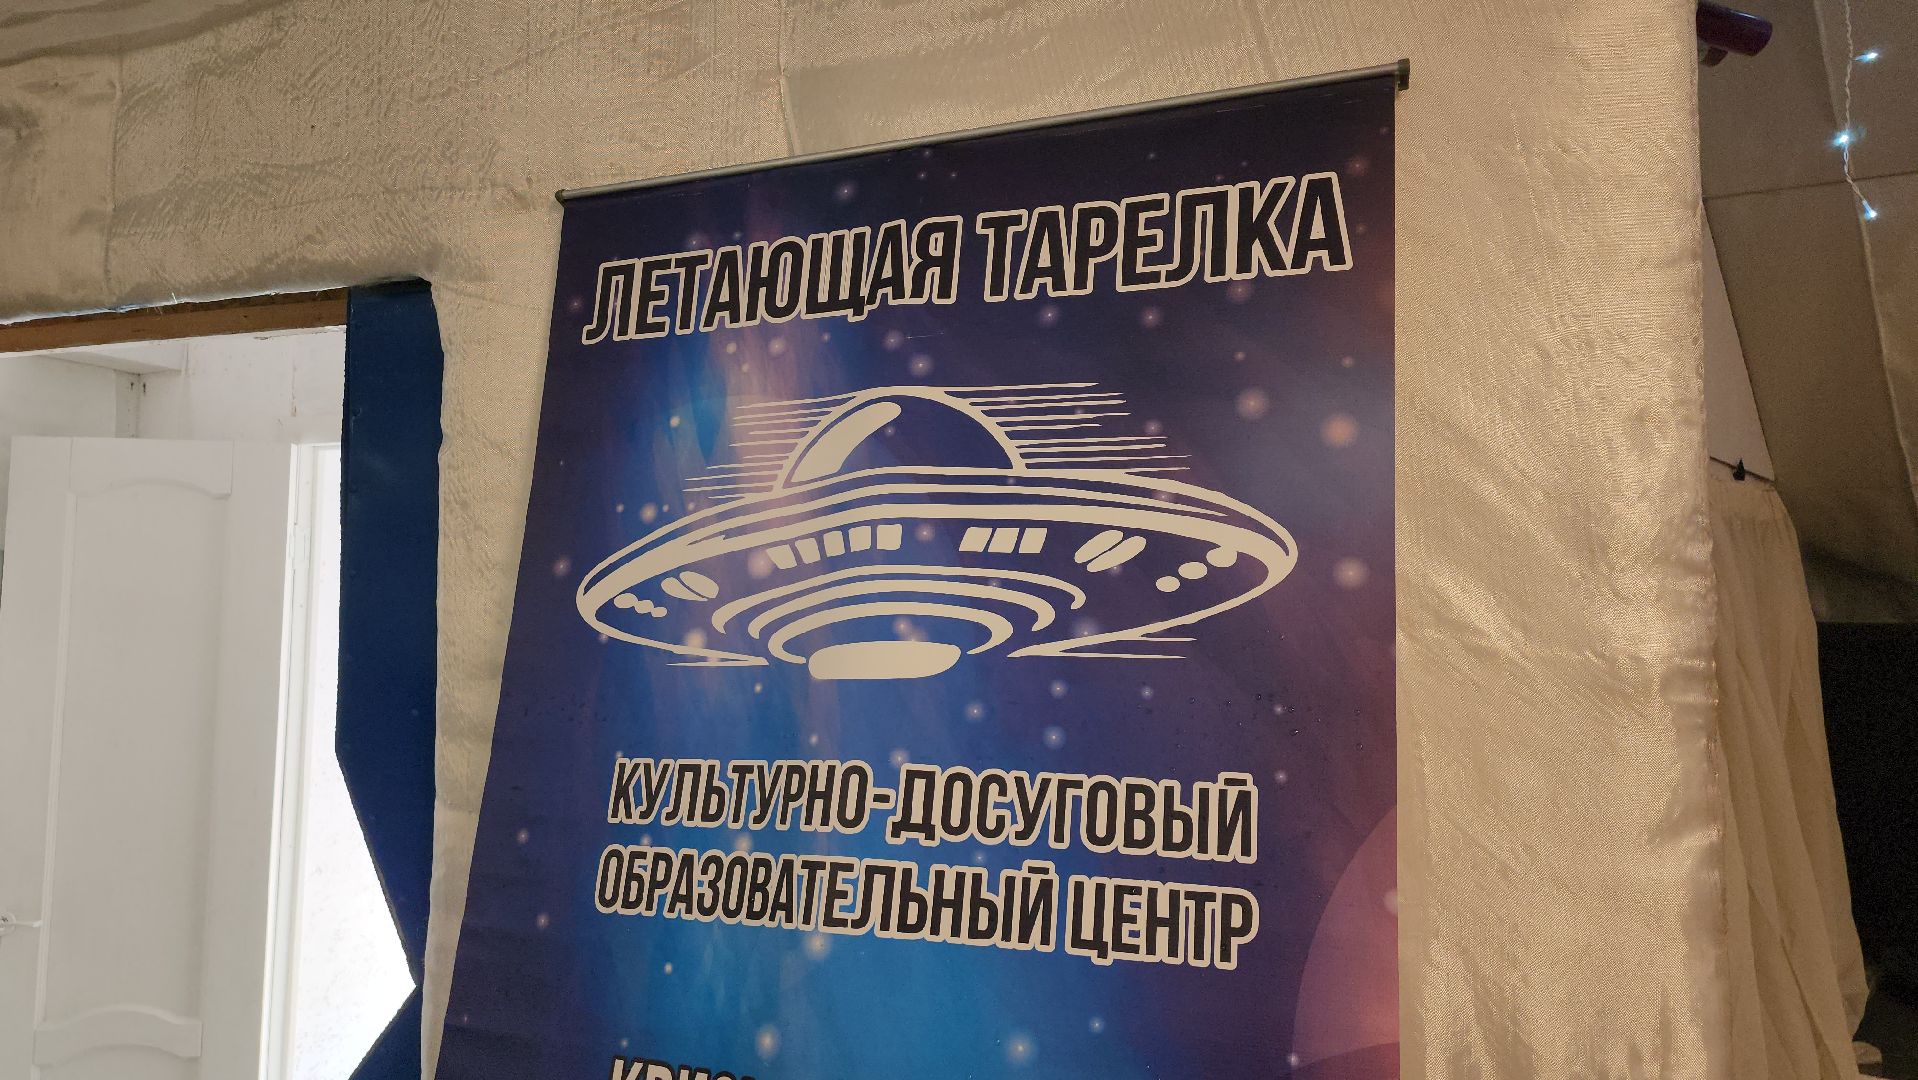 ЛЕТАЮЩАЯ ТАРЕЛКА
КУЛЬТУРНО-ДОСУГОВЫЙ
ОБРАЗОВАТЕЛЬНЫЙ ЦЕНТР